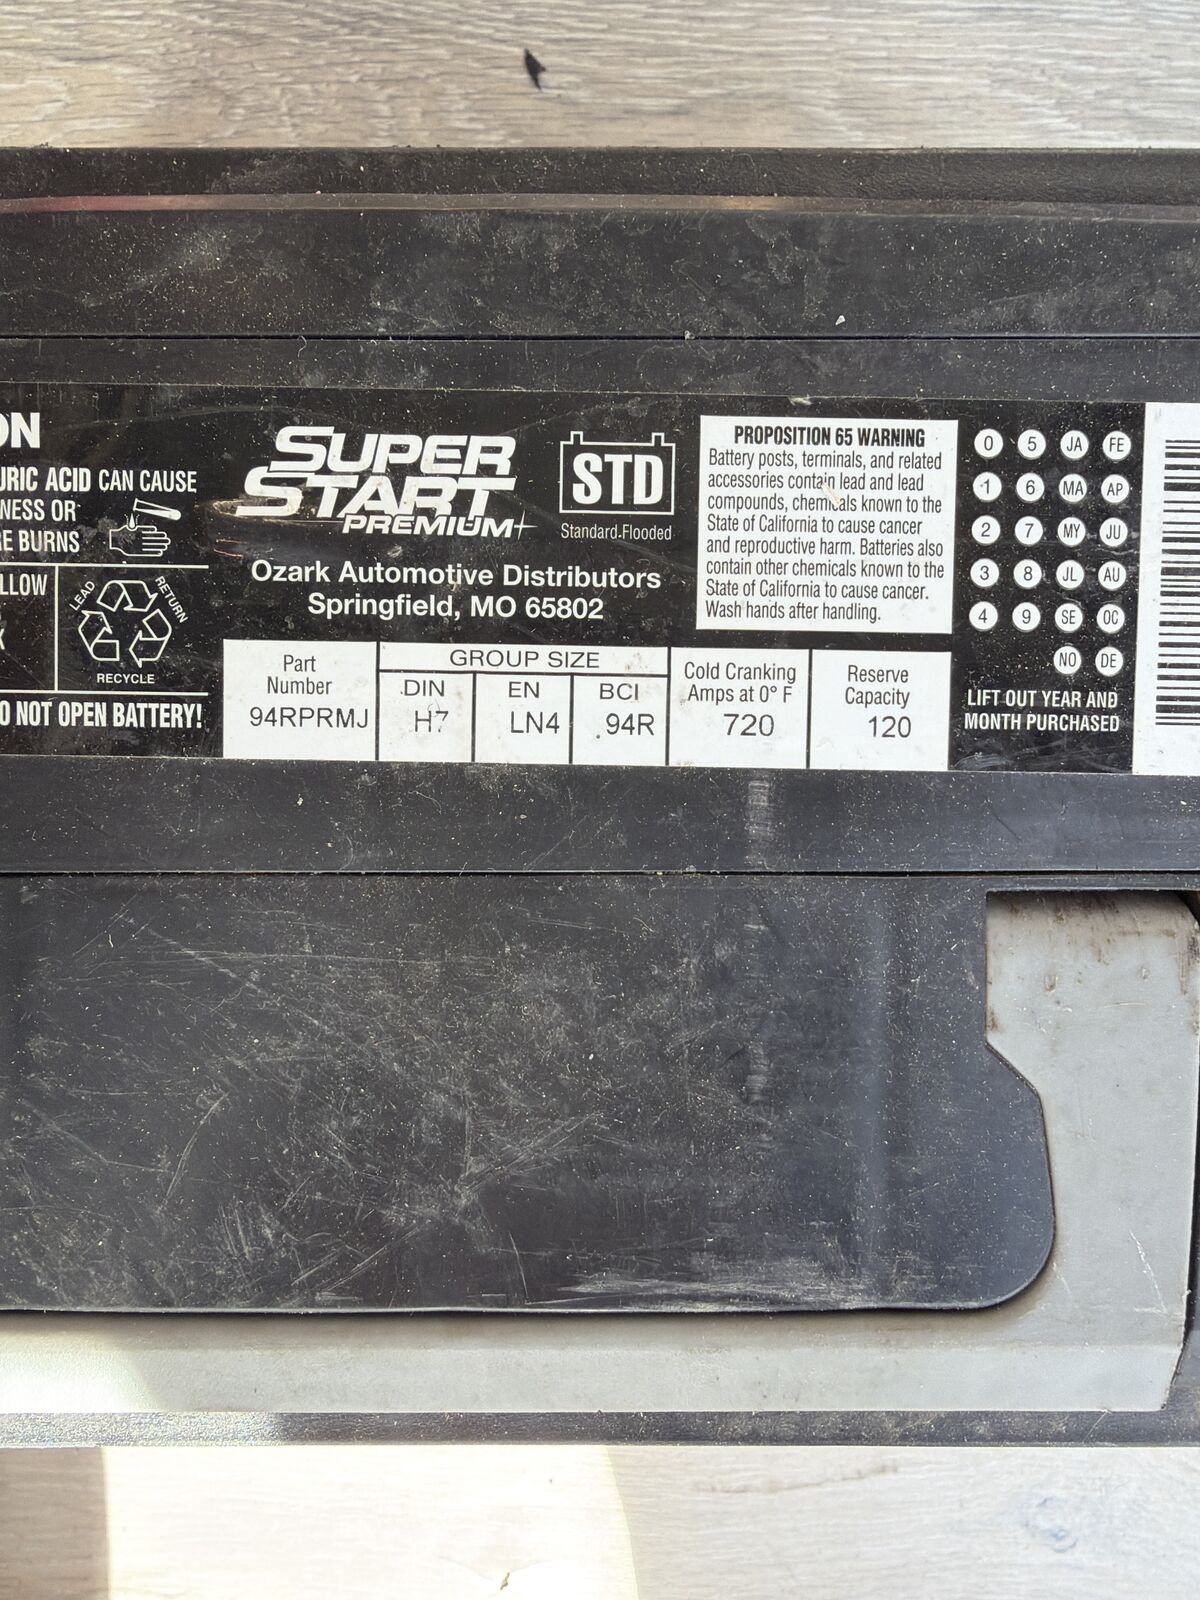 ON
URIC ACID CAN CAUSE
NESS OR
RE BURNS
LLOW
LEAD
RETURN
RECYCLE
O NOT OPEN BATTERY!
SUPER
START
PREMIUM
STD
Standard Flooded
Ozark Automotive Distributors
Springfield, MO 65802
Part
Number
94RPRMJ
GROUP SIZE
DIN
H7
EN
LN4
BCI
94R
Cold Cranking
Amps at 0° F
720
Reserve
Capacity
120
PROPOSITION 65 WARNING
Battery posts, terminals, and related
accessories contain lead and lead
compounds, chemicals known to the
State of California to cause cancer
and reproductive harm. Batteries also
contain other chemicals known to the
State of California to cause cancer.
Wash hands after handling.
0 5 JA FE
1 6 MA AP
2 7 MY JU
3 8 JL AU
4 9 SE OC
NO DE
LIFT OUT YEAR AND
MONTH PURCHASED